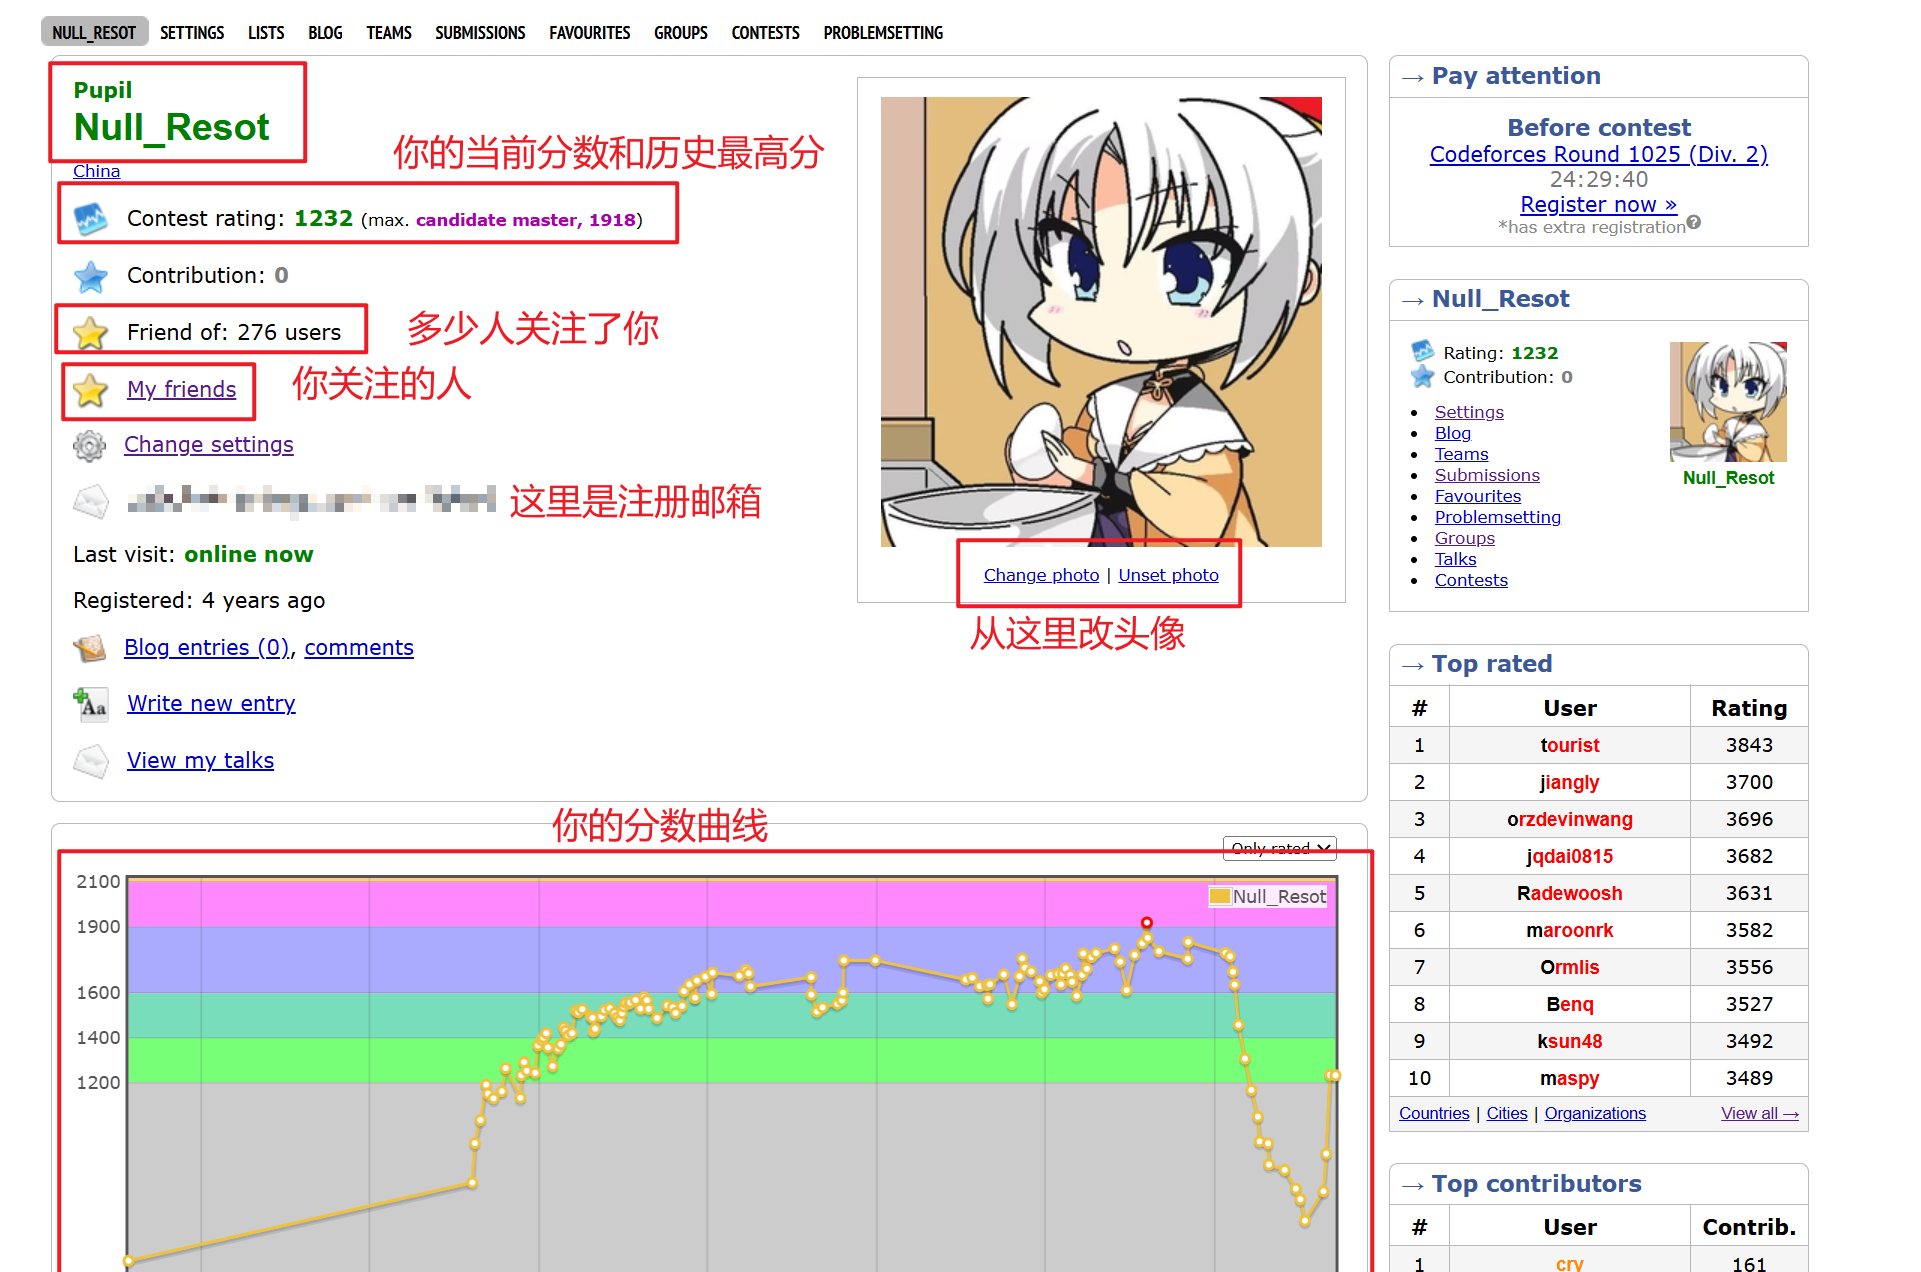 NULL_RESOT SETTINGS LISTS BLOG TEAMS SUBMISSIONS FAVOURITES GROUPS CONTESTS PROBLEMSETTING
Pupil
Null_Resot
China
你的当前分数和历史最高分
Contest rating: 1232 (max. candidate master, 1918)
Contribution: 0
Friend of: 276 users
多少人关注了你
My friends
你关注的人
Change settings
这里是注册邮箱
Last visit: online now
Registered: 4 years ago
Blog entries (0), comments
Write new entry
View my talks
Change photo | Unset photo
从这里改头像
你的分数曲线
Only rated
Null_Resot
2100
1900
1600
1400
1200
→ Pay attention
Before contest
Codeforces Round 1025 (Div. 2)
24:29:40
Register now »
*has extra registration?
→ Null_Resot
Rating: 1232
Contribution: 0
Settings
Blog
Teams
Submissions
Favourites
Problemsetting
Groups
Talks
Contests
Null_Resot
→ Top rated
# User Rating
1 tourist 3843
2 jiangly 3700
3 orzdevinwang 3696
4 jqdai0815 3682
5 Radewoosh 3631
6 maroonrk 3582
7 Ormlis 3556
8 Benq 3527
9 ksun48 3492
10 maspy 3489
Countries | Cities | Organizations View all →
→ Top contributors
# User Contrib.
1 cry 161